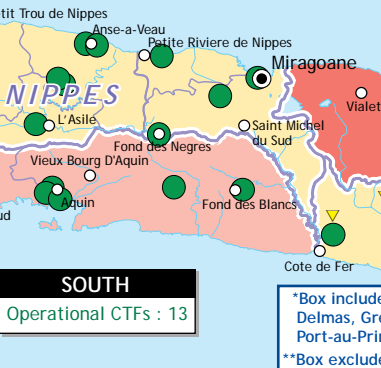 tit Trou de Nippes
Anse-a-Veau
Petite Riviere de Nippes
Miragoane
NIPPES
Vialet
L'Asile
Saint Michel
du Sud
Fond des Negres
Vieux Bourg D'Aquin
Aquin
Fond des Blancs
ud
Cote de Fer
SOUTH
Operational CTFs : 13
*Box include
Delmas, Gre
Port-au-Prin
**Box exclude